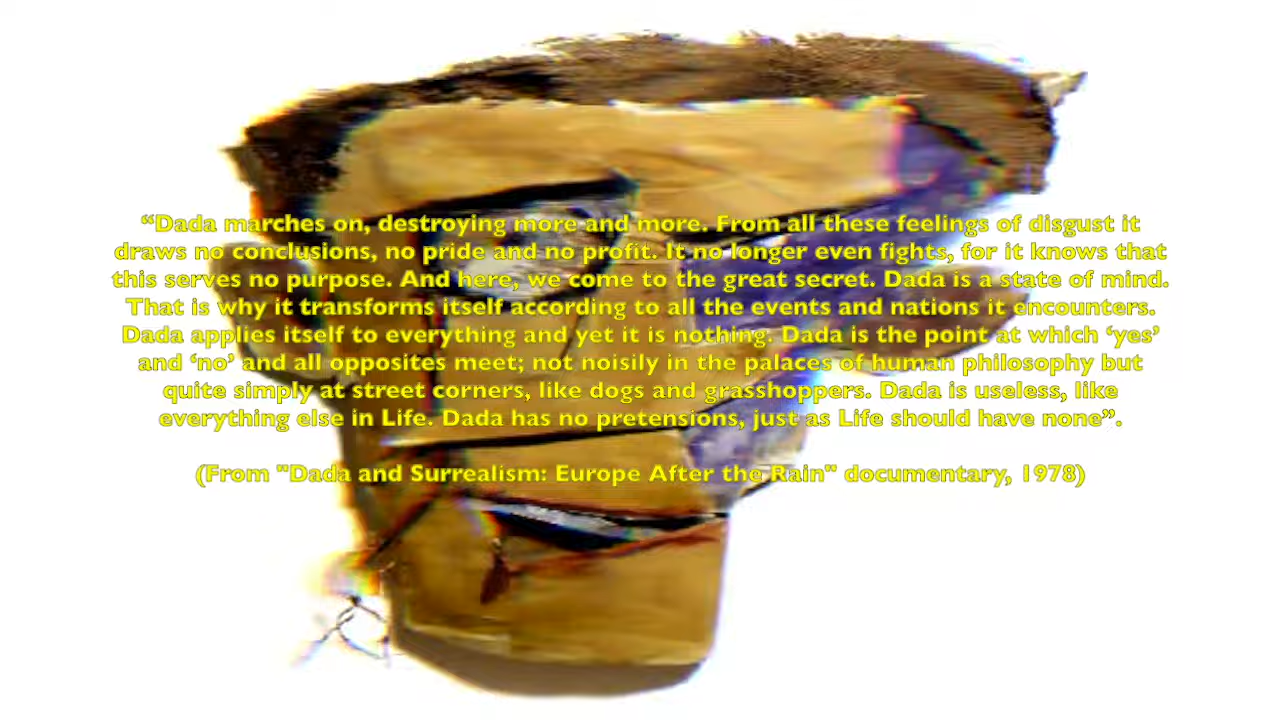 “Dada marches on, destroying more and more. From all these feelings of disgust it
draws no conclusions, no pride and no profit. It no longer even fights, for it knows that
this serves no purpose. And here, we come to the great secret. Dada is a state of mind.
That is why it transforms itself according to all the events and nations it encounters.
Dada applies itself to everything and yet it is nothing. Dada is the point at which ‘yes’
and ‘no’ and all opposites meet; not noisily in the palaces of human philosophy but
quite simply at street corners, like dogs and grasshoppers. Dada is useless, like
everything else in Life. Dada has no pretensions, just as Life should have none”.
(From "Dada and Surrealism: Europe After the Rain" documentary, 1978)